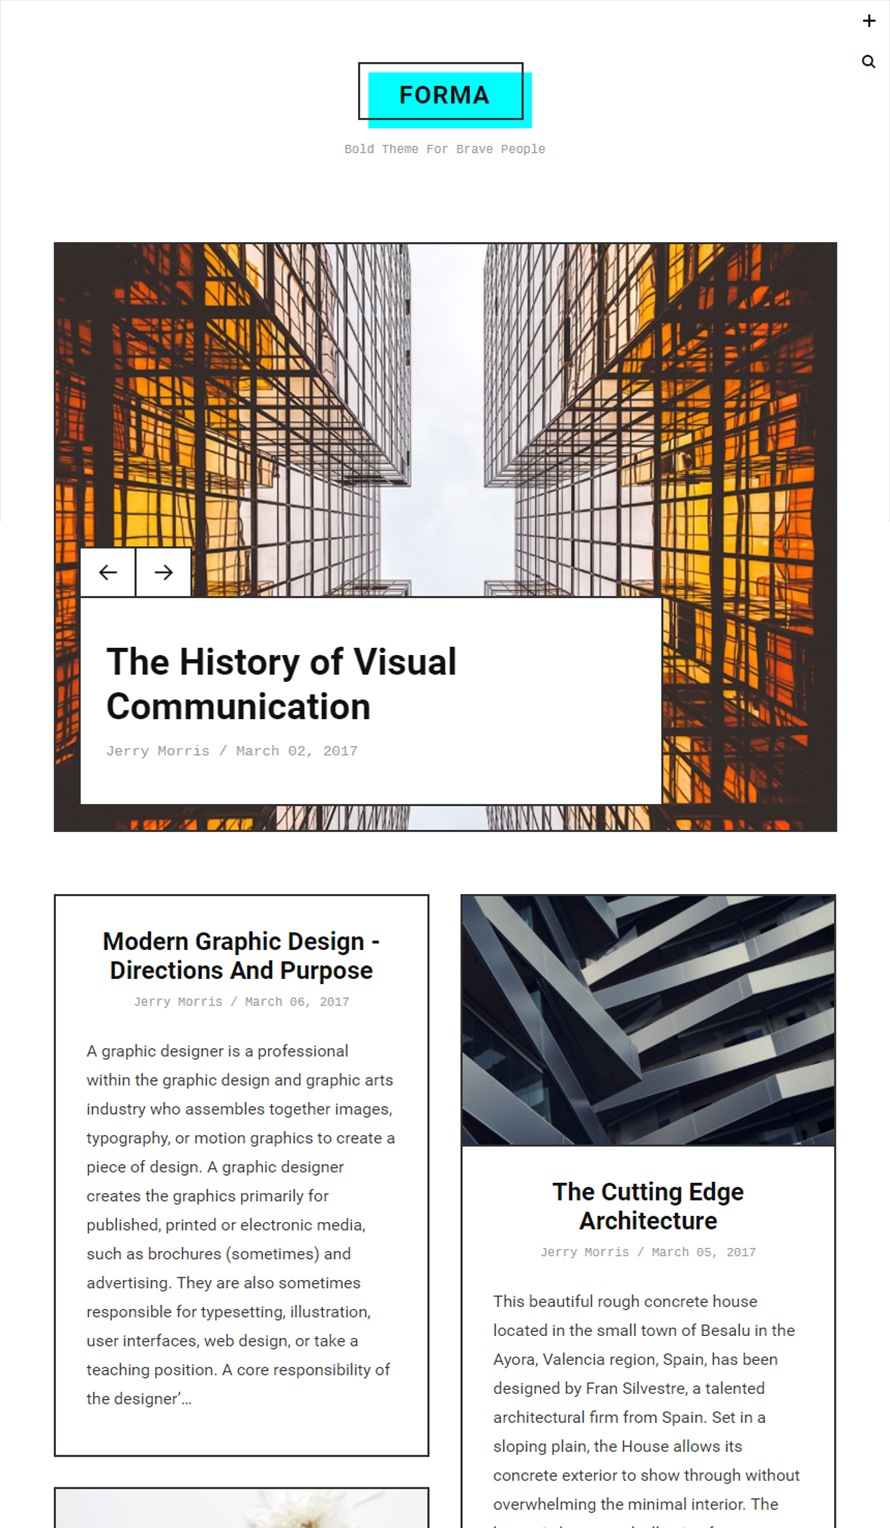 FORMA
Bold Theme For Brave People
The History of Visual
Communication
Jerry Morris / March 02, 2017
Modern Graphic Design -
Directions And Purpose
Jerry Morris / March 06, 2017
A graphic designer is a professional
within the graphic design and graphic arts
industry who assembles together images,
typography, or motion graphics to create a
piece of design. A graphic designer
creates the graphics primarily for
published, printed or electronic media,
such as brochures (sometimes) and
advertising. They are also sometimes
responsible for typesetting, illustration,
user interfaces, web design, or take a
teaching position. A core responsibility of
the designer’…
The Cutting Edge
Architecture
Jerry Morris / March 05, 2017
This beautiful rough concrete house
located in the small town of Besalu in the
Ayora, Valencia region, Spain, has been
designed by Fran Silvestre, a talented
architectural firm from Spain. Set in a
sloping plain, the House allows its
concrete exterior to show through without
overwhelming the minimal interior. The